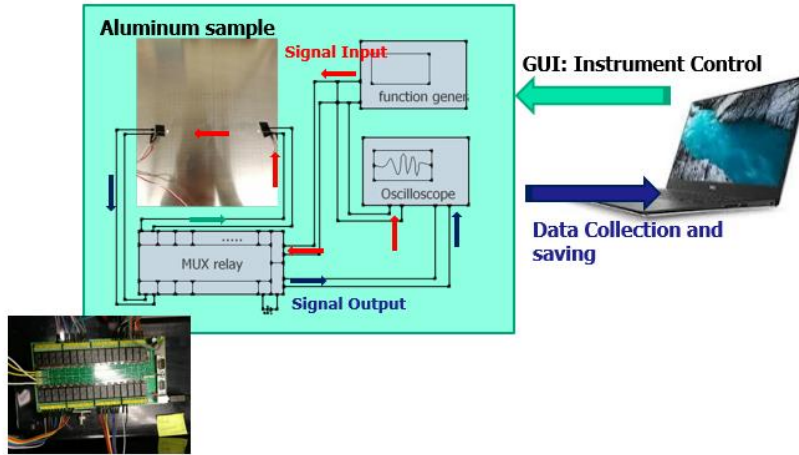 Aluminum sample
Signal Input
GUI: Instrument Control
function gener
Oscilloscope
.....
MUX relay
Data Collection and
saving
Signal Output